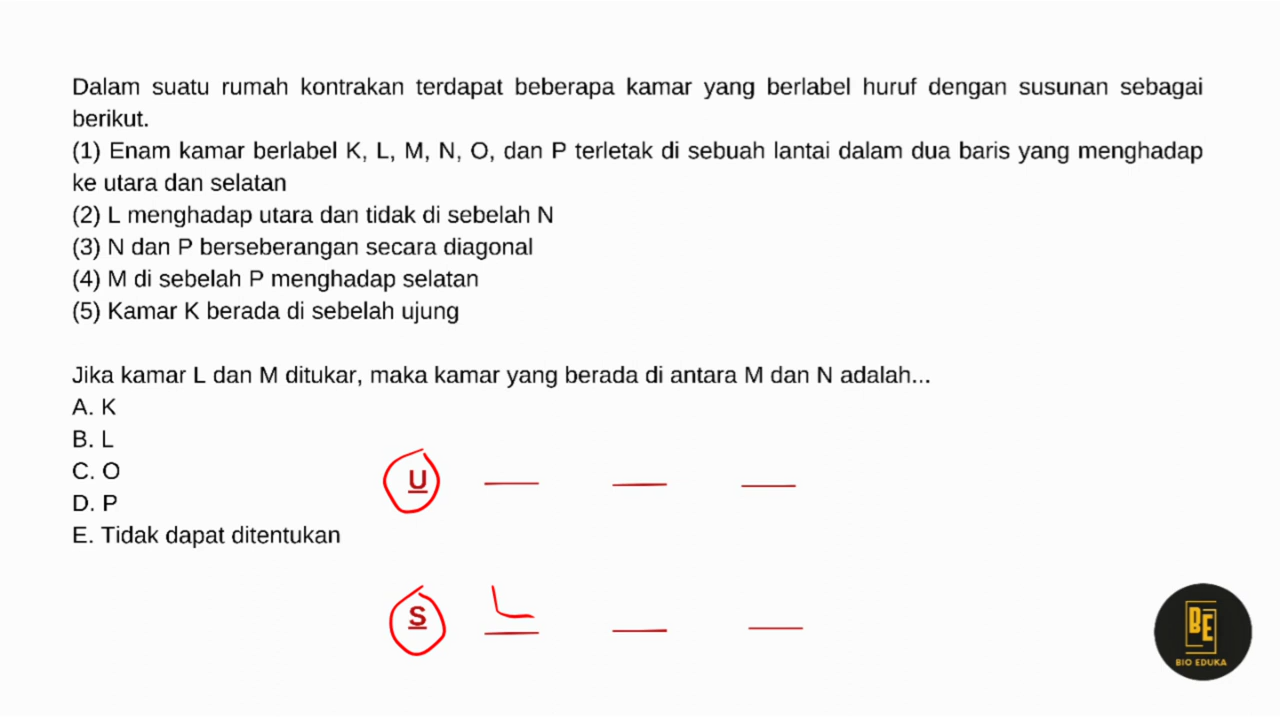 Dalam suatu rumah kontrakan terdapat beberapa kamar yang berlabel huruf dengan susunan sebagai
berikut.
(1) Enam kamar berlabel K, L, M, N, O, dan P terletak di sebuah lantai dalam dua baris yang menghadap
ke utara dan selatan
(2) L menghadap utara dan tidak di sebelah N
(3) N dan P berseberangan secara diagonal
(4) M di sebelah P menghadap selatan
(5) Kamar K berada di sebelah ujung
Jika kamar L dan M ditukar, maka kamar yang berada di antara M dan N adalah...
A. K
B. L
C. O
D. P
E. Tidak dapat ditentukan
U
S L
BE
BIO EDUKA